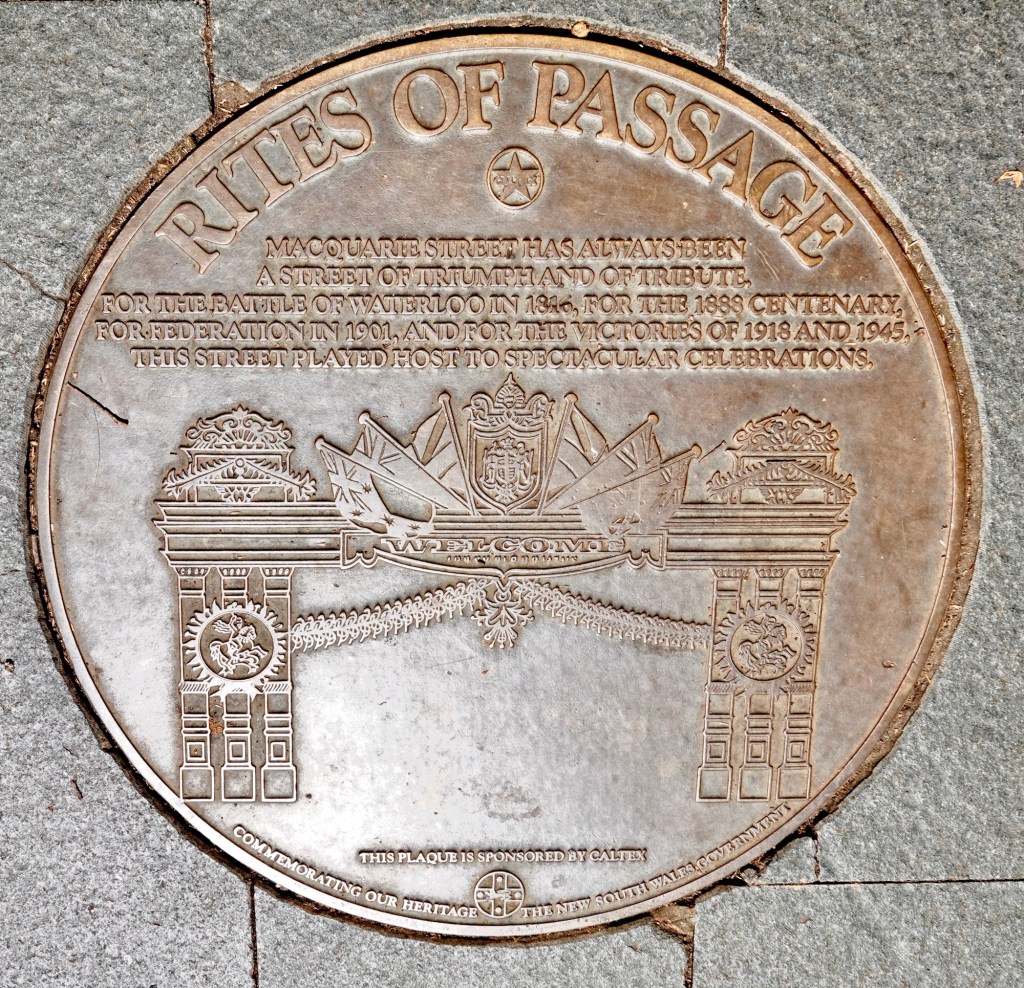 RITES OF PASSAGE
MACQUARIE STREET HAS ALWAYS BEEN
A STREET OF TRIUMPH AND OF TRIBUTE.
FOR THE BATTLE OF WATERLOO IN 1816, FOR THE 1888 CENTENARY,
FOR FEDERATION IN 1901, AND FOR THE VICTORIES OF 1918 AND 1945,
THIS STREET PLAYED HOST TO SPECTACULAR CELEBRATIONS.
WELCOME
THIS PLAQUE IS SPONSORED BY CALTEX
COMMEMORATING OUR HERITAGE THE NEW SOUTH WALES GOVERNMENT